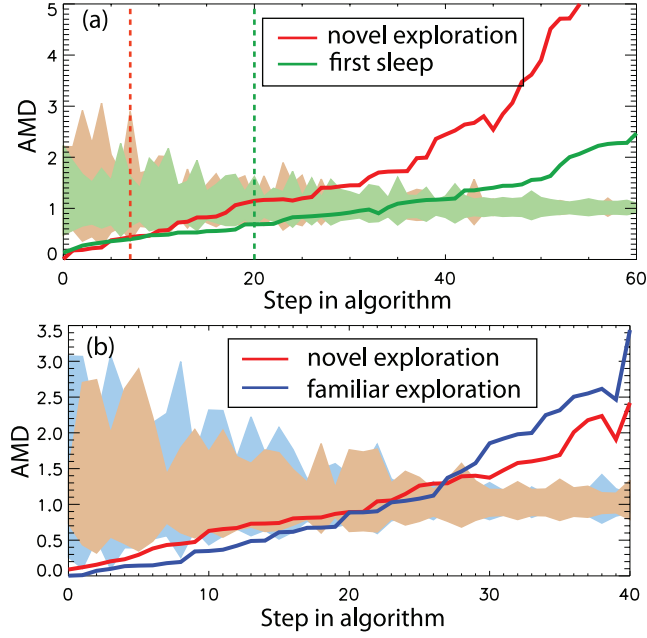 (a)
novel exploration
first sleep
AMD
5
4
3
2
1
0
0 20 40 60
Step in algorithm
(b)
novel exploration
familiar exploration
AMD
3.5
3.0
2.5
2.0
1.5
1.0
0.5
0.0
0 10 20 30 40
Step in algorithm